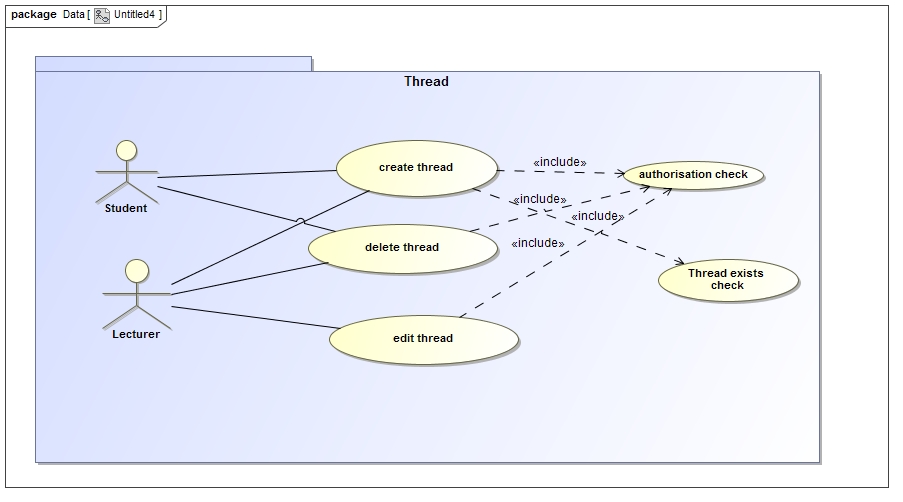 package Data [ Untitled4 ]
Thread
create thread
«include»
authorisation check
Student
«include»
«include»
delete thread
«include»
Thread exists
check
Lecturer
edit thread